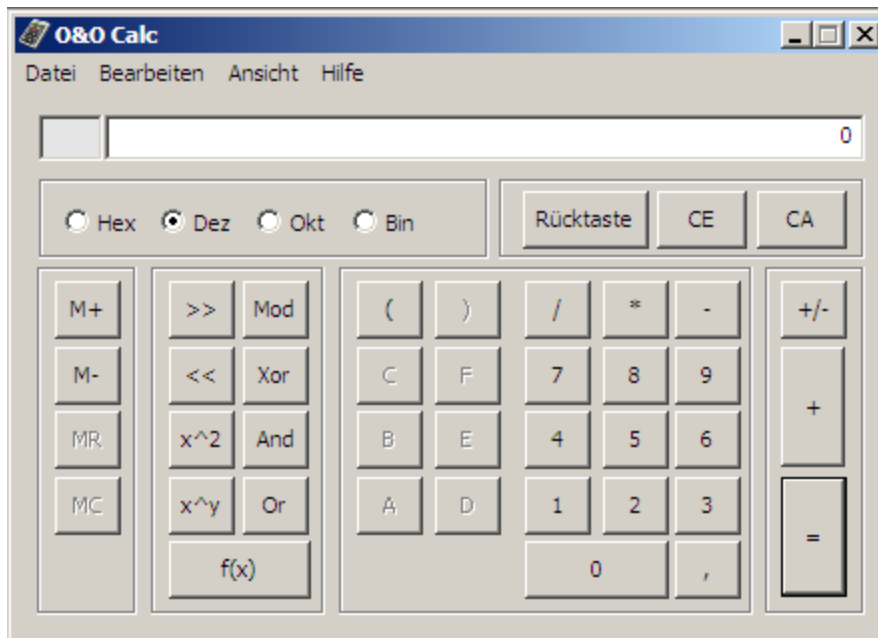 O&O Calc
Datei Bearbeiten Ansicht Hilfe
0
Hex Dez Okt Bin Rücktaste CE CA
M+ >> Mod ( ) / * - +/-
M- << Xor C F 7 8 9 +
MR x^2 And B E 4 5 6
MC x^y Or A D 1 2 3 =
f(x) 0 ,